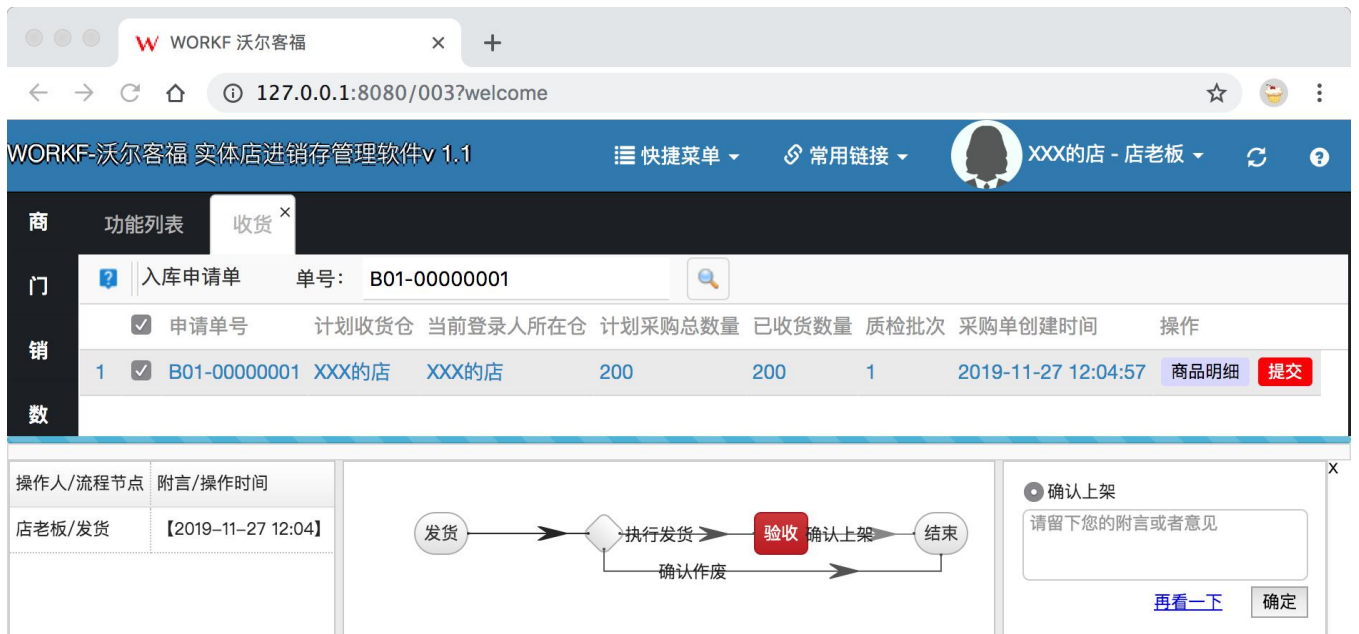 WORKF 沃尔客福
127.0.0.1:8080/003?welcome
WORKF-沃尔客福 实体店进销存管理软件v 1.1 快捷菜单 常用链接 XXX的店 - 店老板
商 功能列表 收货
门 入库申请单 单号： B01-00000001
申请单号 计划收货仓 当前登录人所在仓 计划采购总数量 已收货数量 质检批次 采购单创建时间 操作
销
1 B01-00000001 XXX的店 XXX的店 200 200 1 2019-11-27 12:04:57 商品明细 提交
数
操作人/流程节点 附言/操作时间
店老板/发货 【2019-11-27 12:04】
发货 执行发货 验收 确认上架 结束
确认作废
X
确认上架
请留下您的附言或者意见
再看一下 确定